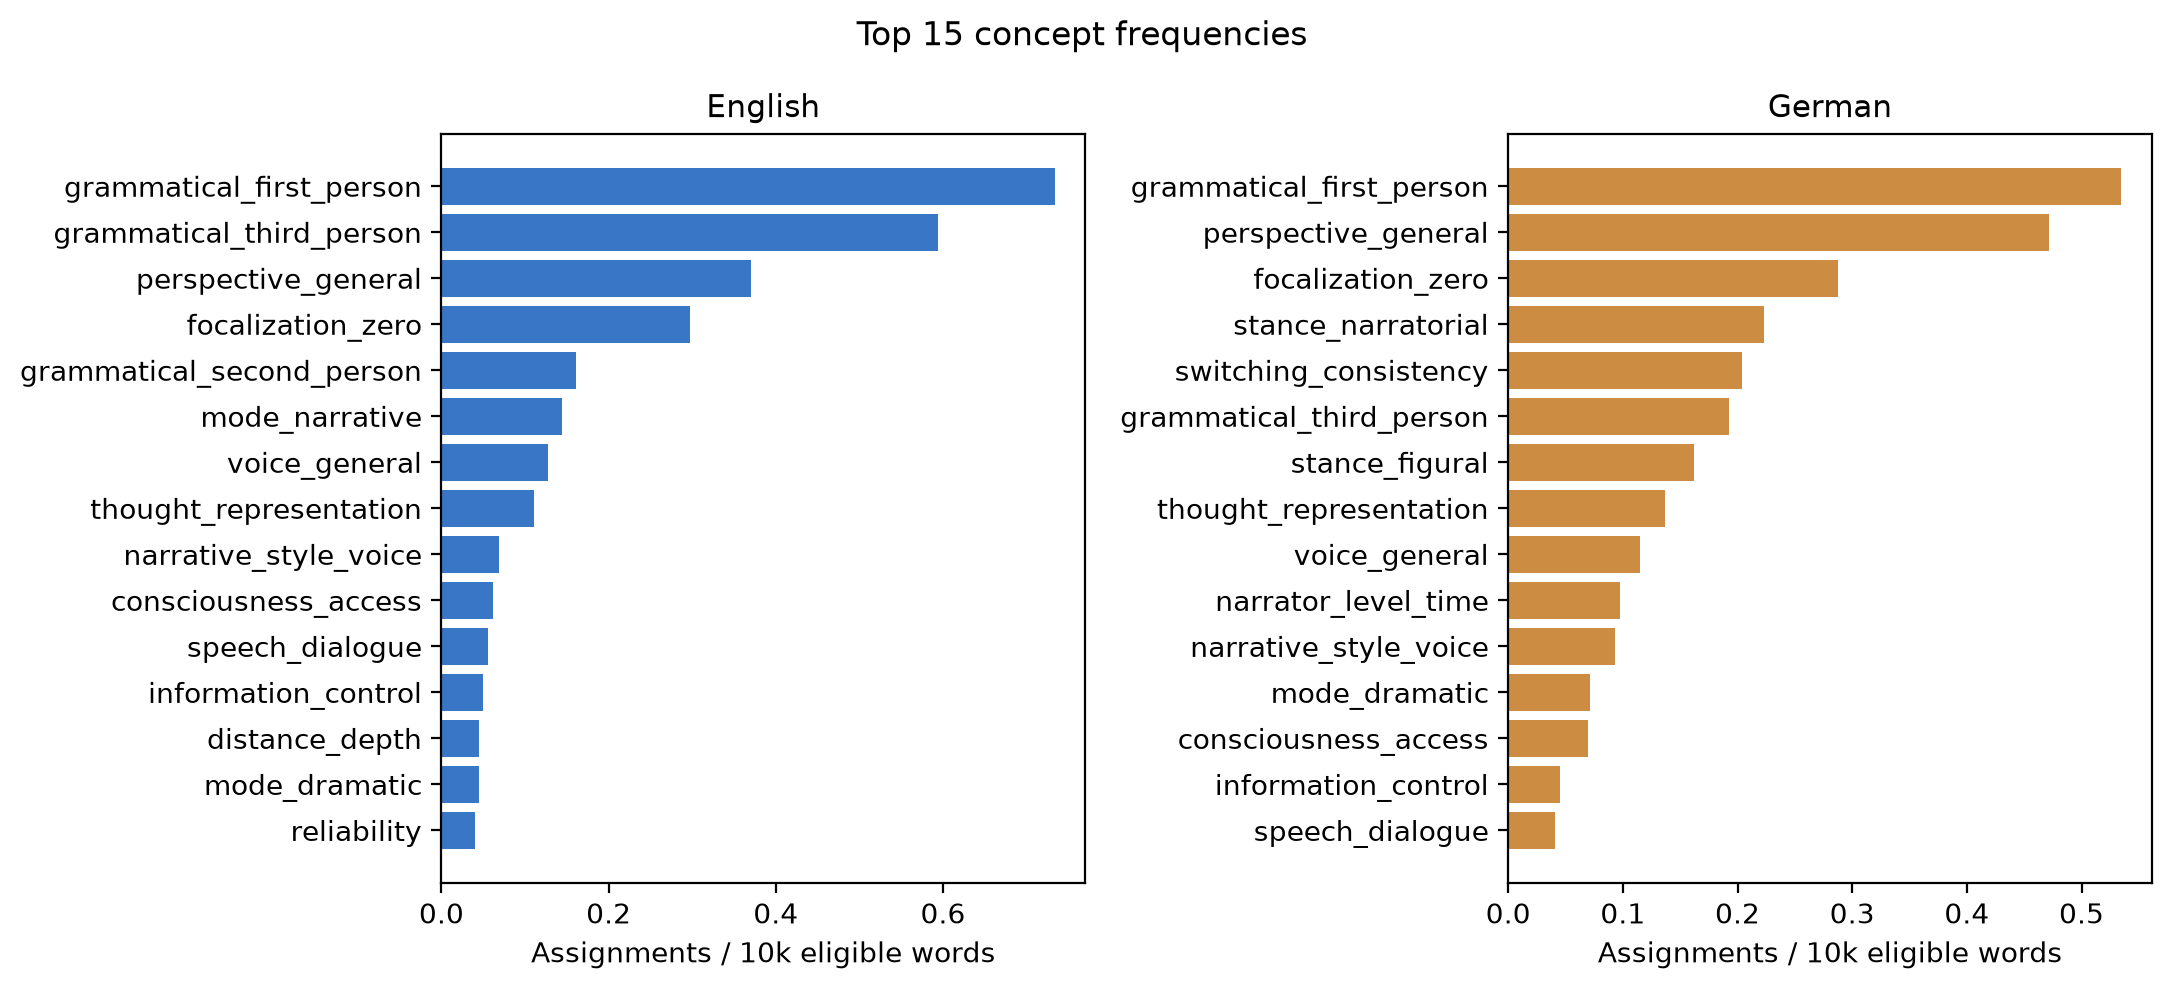 Top 15 concept frequencies
English
grammatical_first_person
grammatical_third_person
perspective_general
focalization_zero
grammatical_second_person
mode_narrative
voice_general
thought_representation
narrative_style_voice
consciousness_access
speech_dialogue
information_control
distance_depth
mode_dramatic
reliability
0.0 0.2 0.4 0.6
Assignments / 10k eligible words
German
grammatical_first_person
perspective_general
focalization_zero
stance_narratorial
switching_consistency
grammatical_third_person
stance_figural
thought_representation
voice_general
narrator_level_time
narrative_style_voice
mode_dramatic
consciousness_access
information_control
speech_dialogue
0.0 0.1 0.2 0.3 0.4 0.5
Assignments / 10k eligible words